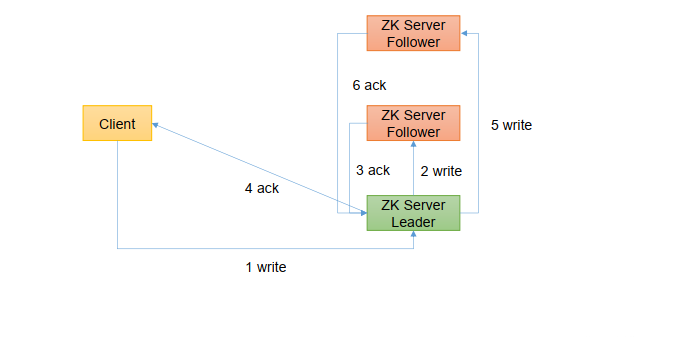 ZK Server
Follower
6 ack
Client
ZK Server
Follower
5 write
3 ack
2 write
4 ack
ZK Server
Leader
1 write